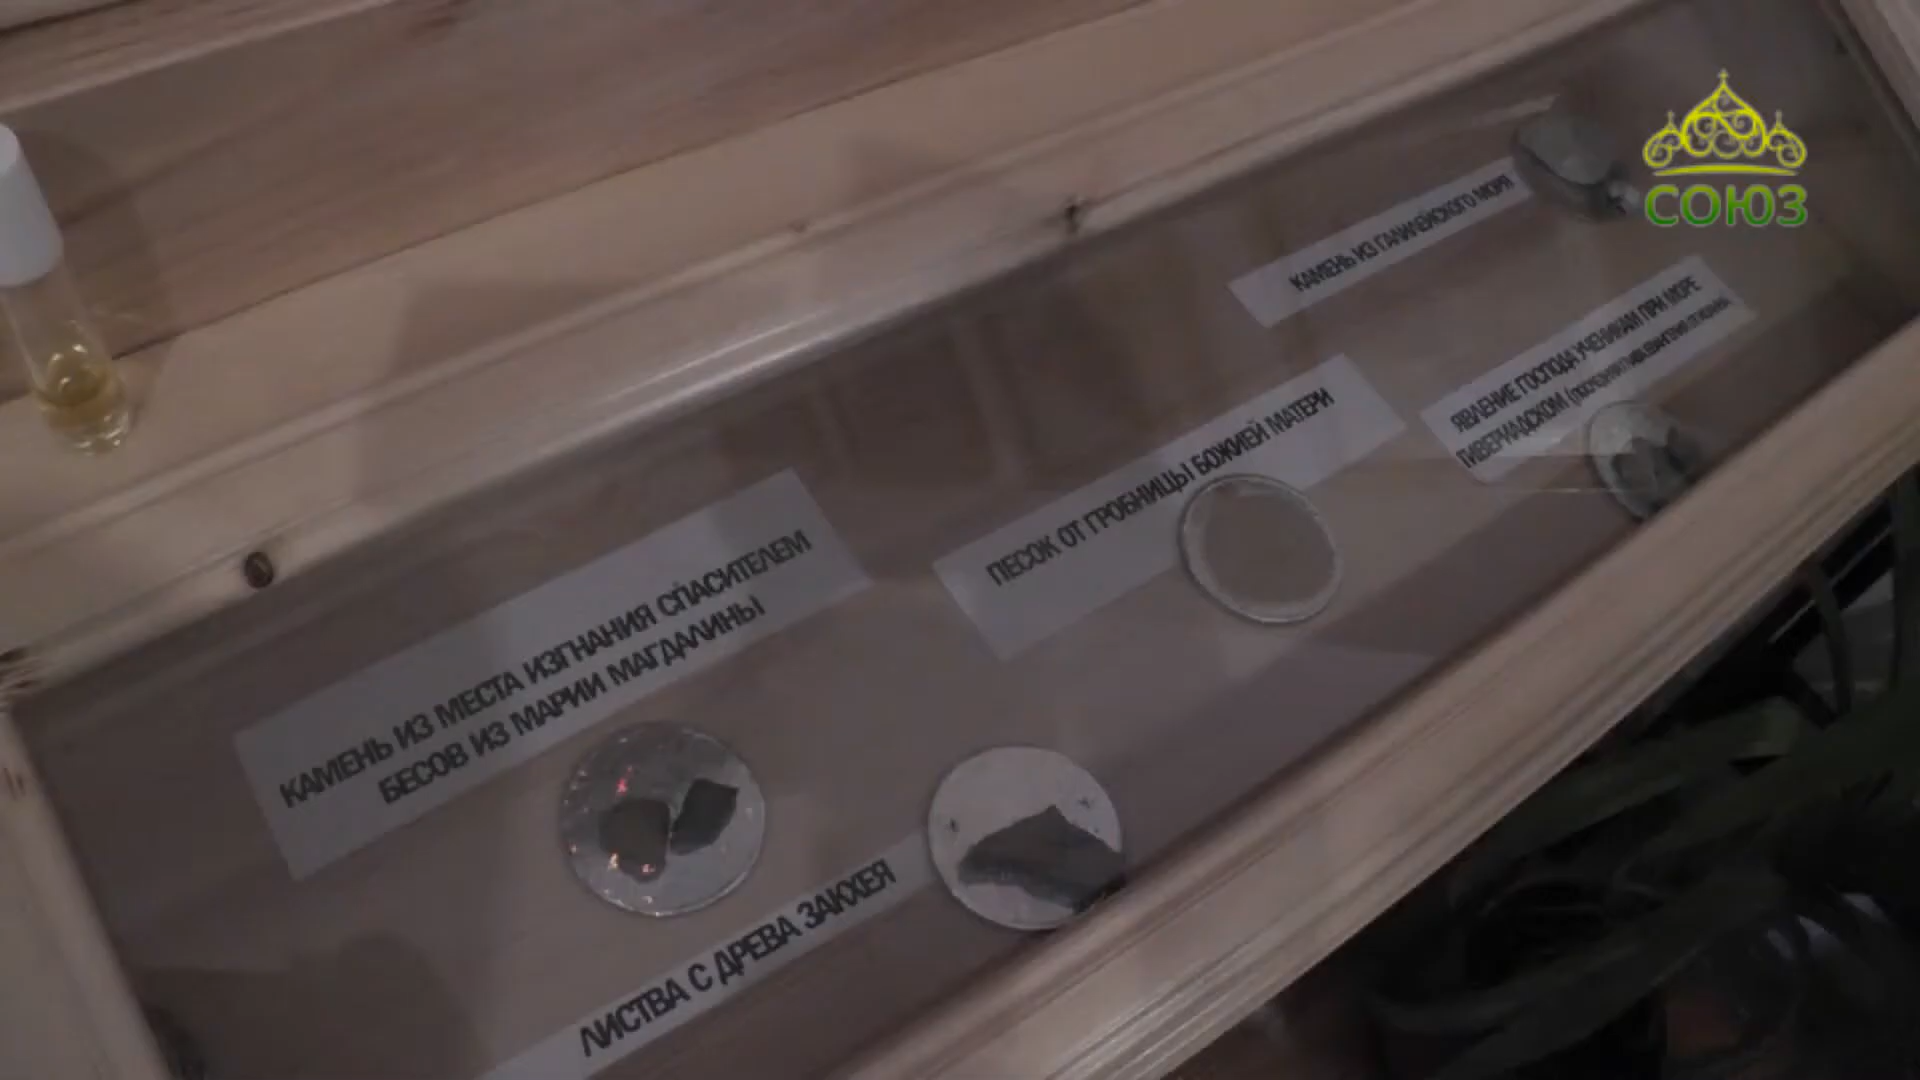 СОЮЗ
КАМЕНЬ ИЗ ГАЛИЛЕЙСКОГО МОРЯ
ЯВЛЕНИЕ ГОСПОДА УЧЕНИКАМ ПРИ МОРЕ
ТИВЕРИАДСКОМ
ПЕСОК ОТ ГРОБНИЦЫ БОЖИЕЙ МАТЕРИ
КАМЕНЬ ИЗ МЕСТА ИЗГНАНИЯ СПАСИТЕЛЕМ
БЕСОВ ИЗ МАРИИ МАГДАЛИНЫ
ЛИСТВА С ДРЕВА ЗАКХЕЯ